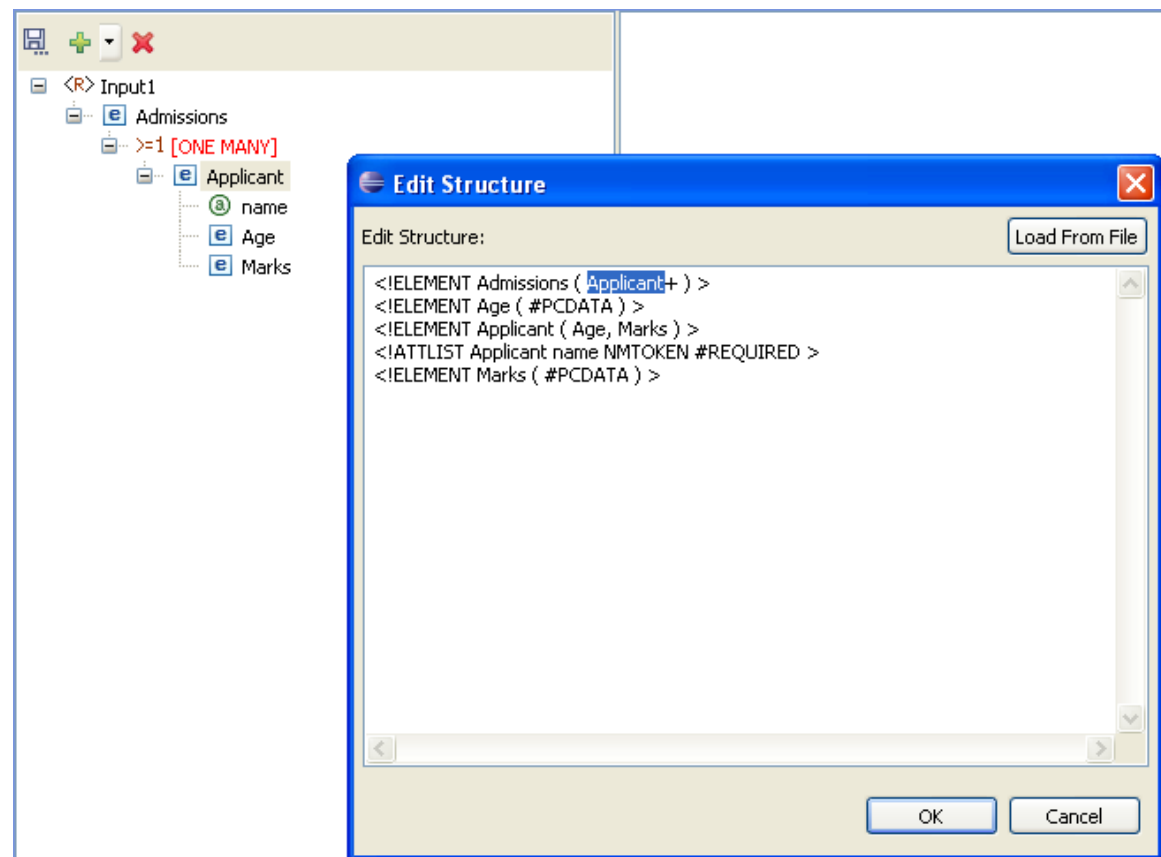 <R> Input1
e Admissions
>=1 [ONE MANY]
e Applicant
a name
e Age
e Marks
Edit Structure
Edit Structure:
Load From File
<!ELEMENT Admissions ( Applicant+ ) >
<!ELEMENT Age ( #PCDATA ) >
<!ELEMENT Applicant ( Age, Marks ) >
<!ATTLIST Applicant name NMTOKEN #REQUIRED >
<!ELEMENT Marks ( #PCDATA ) >
OK
Cancel